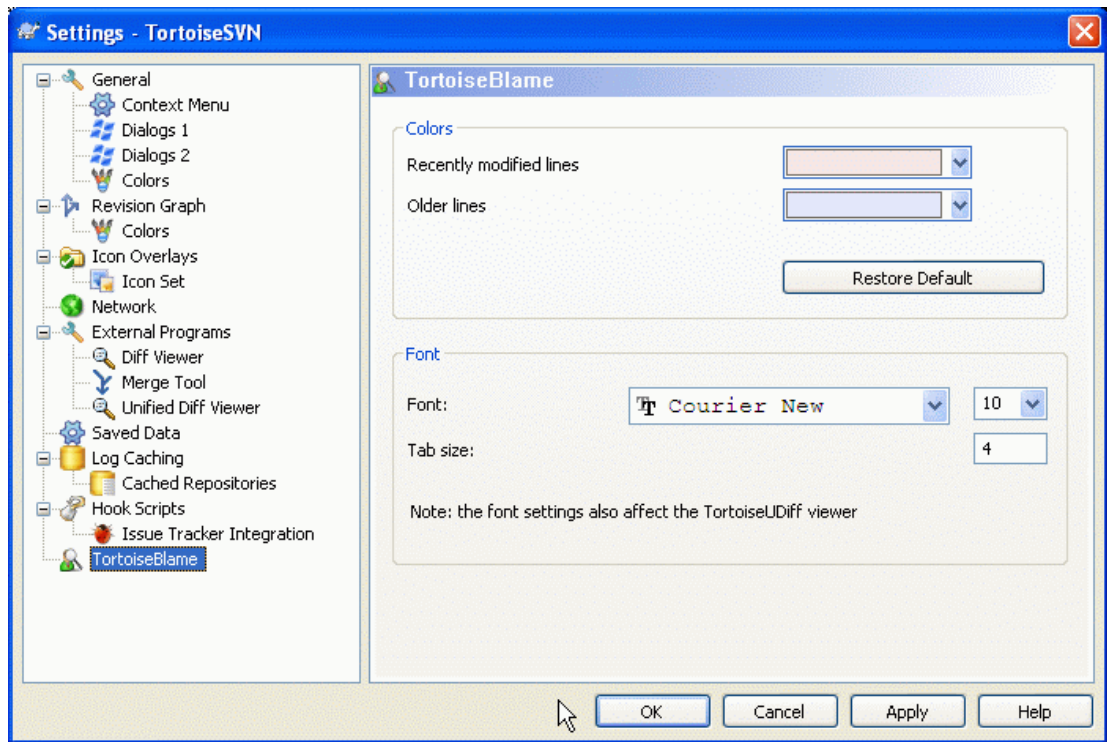 Settings - TortoiseSVN
General
Context Menu
Dialogs 1
Dialogs 2
Colors
Revision Graph
Colors
Icon Overlays
Icon Set
Network
External Programs
Diff Viewer
Merge Tool
Unified Diff Viewer
Saved Data
Log Caching
Cached Repositories
Hook Scripts
Issue Tracker Integration
TortoiseBlame
TortoiseBlame
Colors
Recently modified lines
Older lines
Restore Default
Font
Font: Courier New 10
Tab size: 4
Note: the font settings also affect the TortoiseUDiff viewer
OK Cancel Apply Help